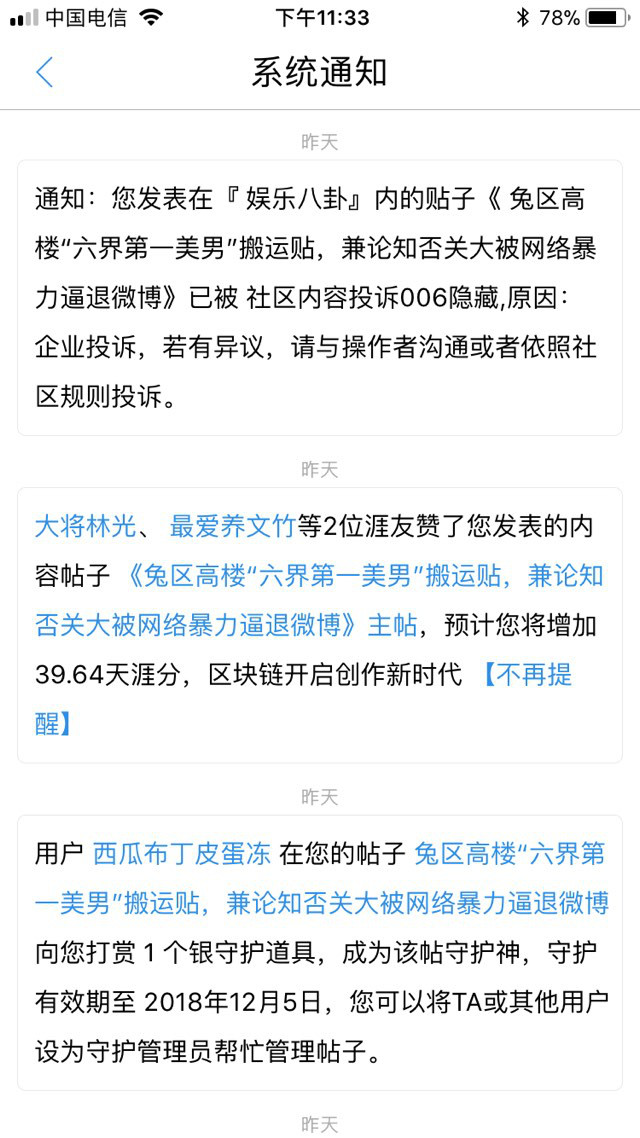 中国电信 下午11:33 78%
系统通知
昨天
通知：您发表在『 娱乐八卦』内的贴子《 兔区高
楼“六界第一美男”搬运贴，兼论知否关大被网络暴
力逼退微博》已被 社区内容投诉006隐藏,原因：
企业投诉，若有异议，请与操作者沟通或者依照社
区规则投诉。
昨天
大将林光、 最爱养文竹等2位涯友赞了您发表的内
容帖子 《兔区高楼“六界第一美男”搬运贴，兼论知
否关大被网络暴力逼退微博》主帖，预计您将增加
39.64天涯分，区块链开启创作新时代 【不再提
醒】
昨天
用户 西瓜布丁皮蛋冻 在您的帖子 兔区高楼“六界第
一美男”搬运贴，兼论知否关大被网络暴力逼退微博
向您打赏 1 个银守护道具，成为该帖守护神，守护
有效期至 2018年12月5日，您可以将TA或其他用户
设为守护管理员帮忙管理帖子。
昨天